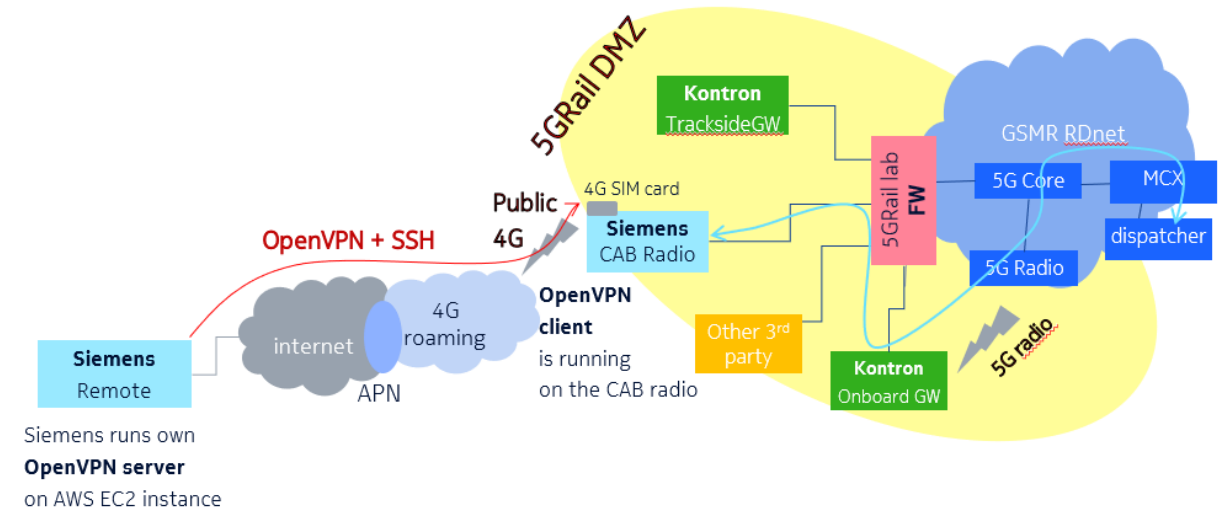 5GRail DMZ
Kontron
TracksideGW
GSMR RDnet
5GRail lab
FW
5G Core
MCX
dispatcher
5G Radio
4G SIM card
Public
4G
Siemens
CAB Radio
OpenVPN + SSH
OpenVPN
client
is running
on the CAB radio
4G
roaming
internet
APN
Siemens
Remote
Siemens runs own
OpenVPN server
on AWS EC2 instance
Other 3rd
party
Kontron
Onboard GW
5G radio